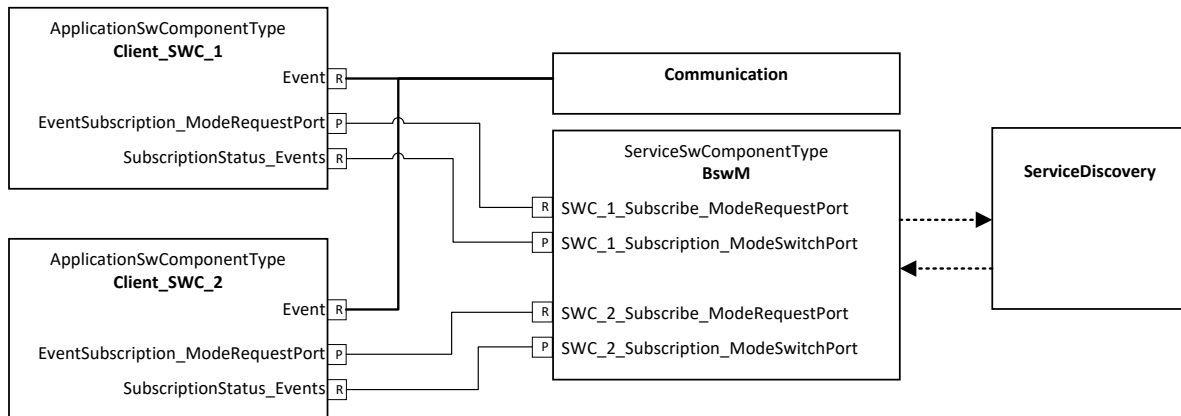 ApplicationSwComponentType
Client_SWC_1
Event
R
EventSubscription_ModeRequestPort
P
SubscriptionStatus_Events
R
ApplicationSwComponentType
Client_SWC_2
Event
R
EventSubscription_ModeRequestPort
P
SubscriptionStatus_Events
R
Communication
ServiceSwComponentType
BswM
R
SWC_1_Subscribe_ModeRequestPort
P
SWC_1_Subscription_ModeSwitchPort
R
SWC_2_Subscribe_ModeRequestPort
P
SWC_2_Subscription_ModeSwitchPort
ServiceDiscovery